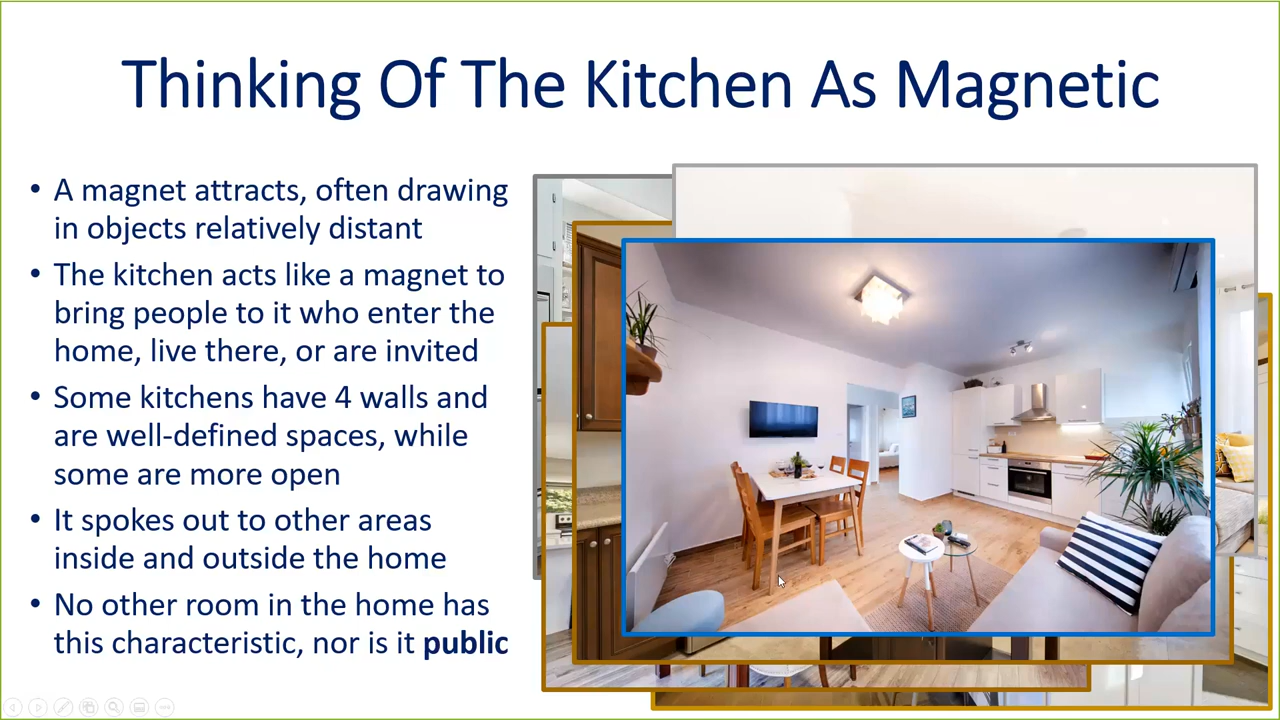 Thinking Of The Kitchen As Magnetic
• A magnet attracts, often drawing
in objects relatively distant
• The kitchen acts like a magnet to
bring people to it who enter the
home, live there, or are invited
• Some kitchens have 4 walls and
are well-defined spaces, while
some are more open
• It spokes out to other areas
inside and outside the home
• No other room in the home has
this characteristic, nor is it public